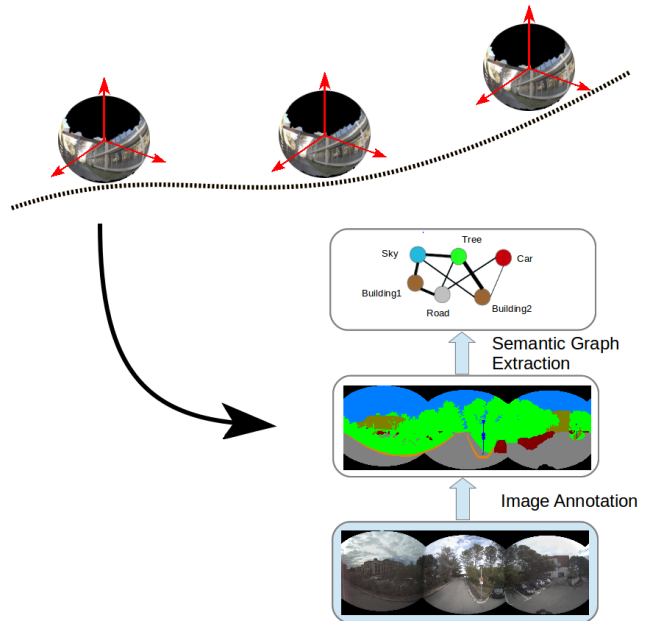 Tree
Sky
Car
Building1
Building2
Road
Semantic Graph
Extraction
Image Annotation